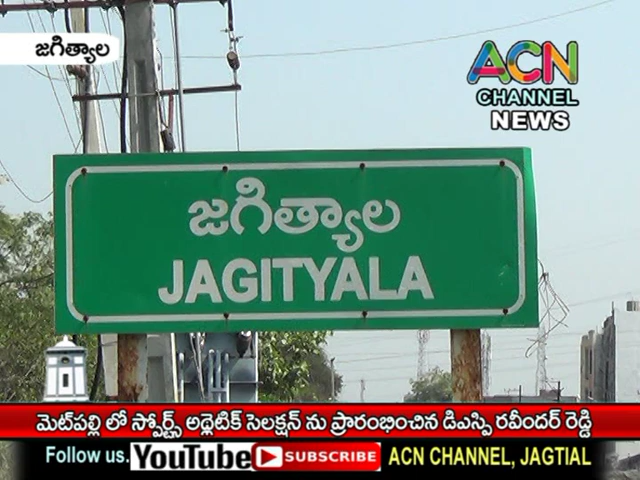 జగిత్యాల
ACN
CHANNEL
NEWS
జగిత్యాల
JAGITYALA
మెట్‌పల్లి లో స్పోర్ట్స్ అథ్లెటిక్ సెలక్షన్ ను ప్రారంభించిన డిఎస్పి రవీందర్ రెడ్డి
Follow us. YouTube SUBSCRIBE ACN CHANNEL, JAGTIAL